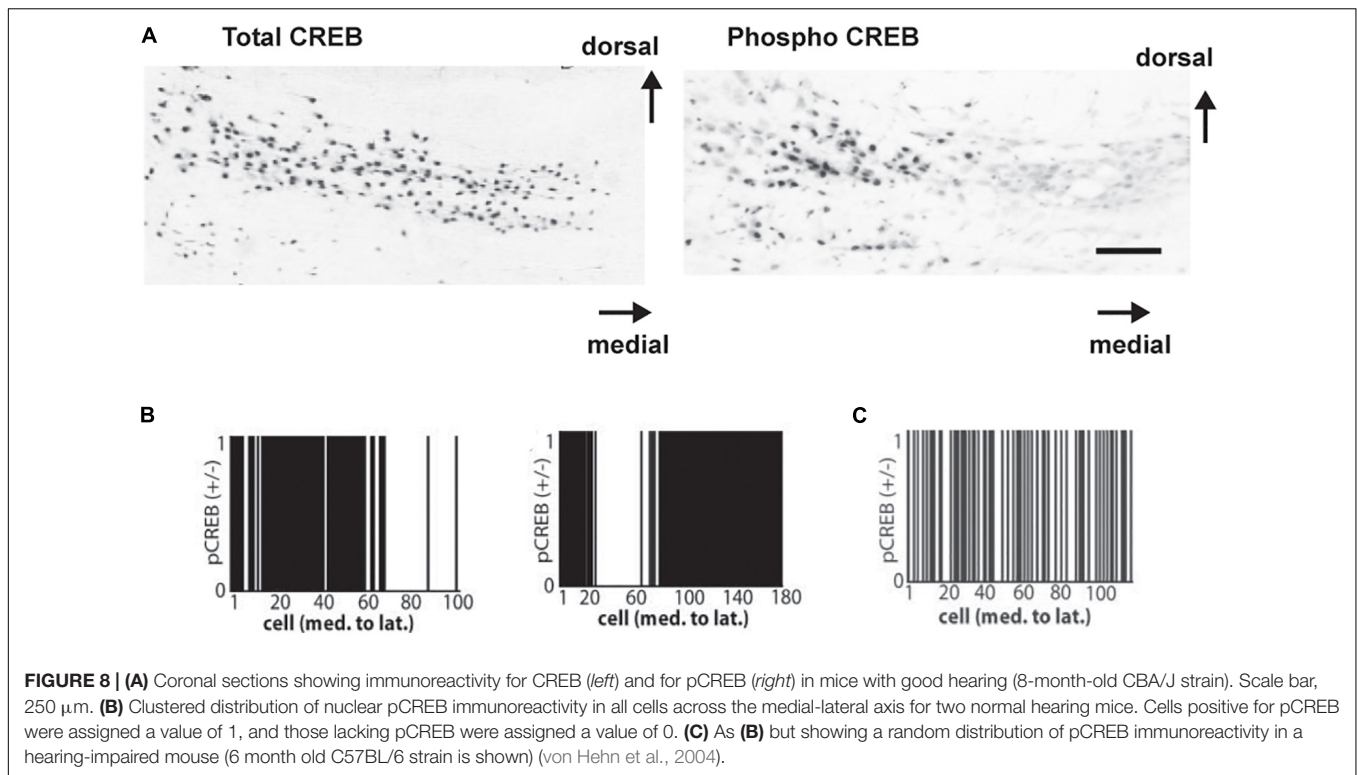 A
Total CREB
dorsal
Phospho CREB
dorsal
medial
medial
B
C
1
pCREB (+/-)
0
1 20 40 60 80 100
cell (med. to lat.)
1
pCREB (+/-)
0
1 20 60 100 140 180
cell (med. to lat.)
1
pCREB (+/-)
0
1 20 40 60 80 100
cell (med. to lat.)
FIGURE 8 | (A) Coronal sections showing immunoreactivity for CREB (left) and for pCREB (right) in mice with good hearing (8-month-old CBA/J strain). Scale bar,
250 μm. (B) Clustered distribution of nuclear pCREB immunoreactivity in all cells across the medial-lateral axis for two normal hearing mice. Cells positive for pCREB
were assigned a value of 1, and those lacking pCREB were assigned a value of 0. (C) As (B) but showing a random distribution of pCREB immunoreactivity in a
hearing-impaired mouse (6 month old C57BL/6 strain is shown) (von Hehn et al., 2004).